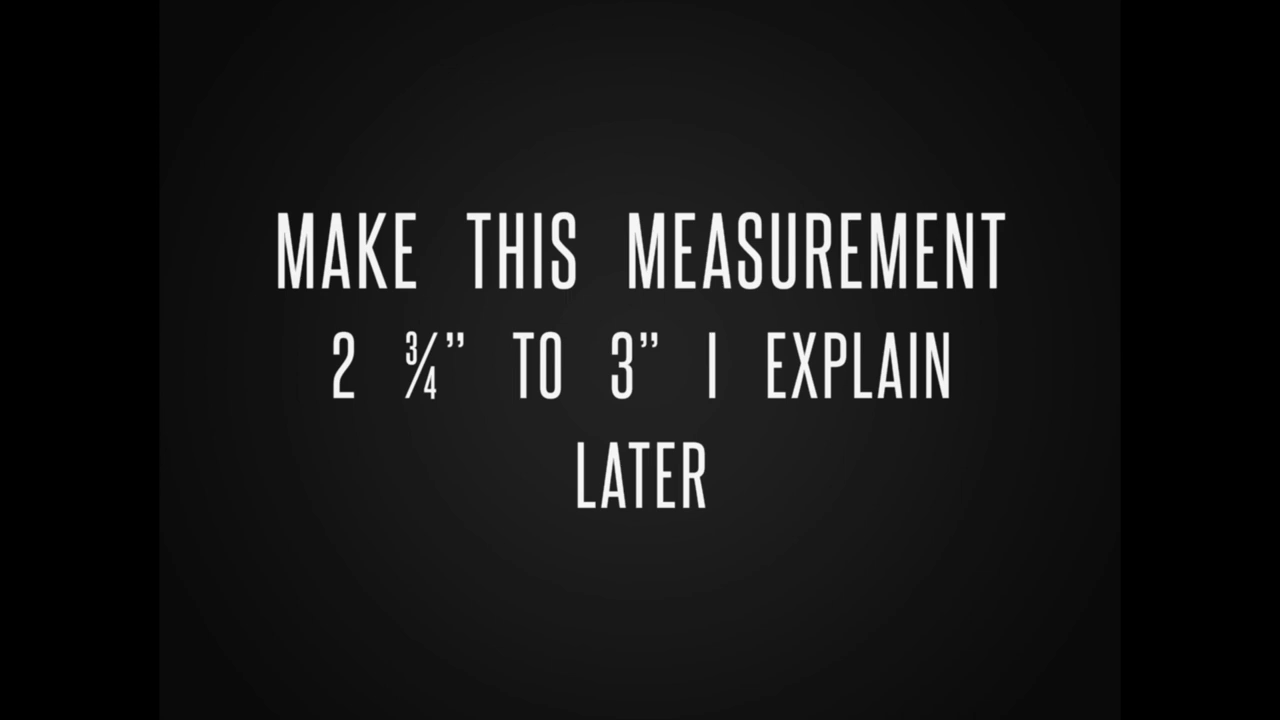 MAKE THIS MEASUREMENT
2 ¾” TO 3” I EXPLAIN
LATER